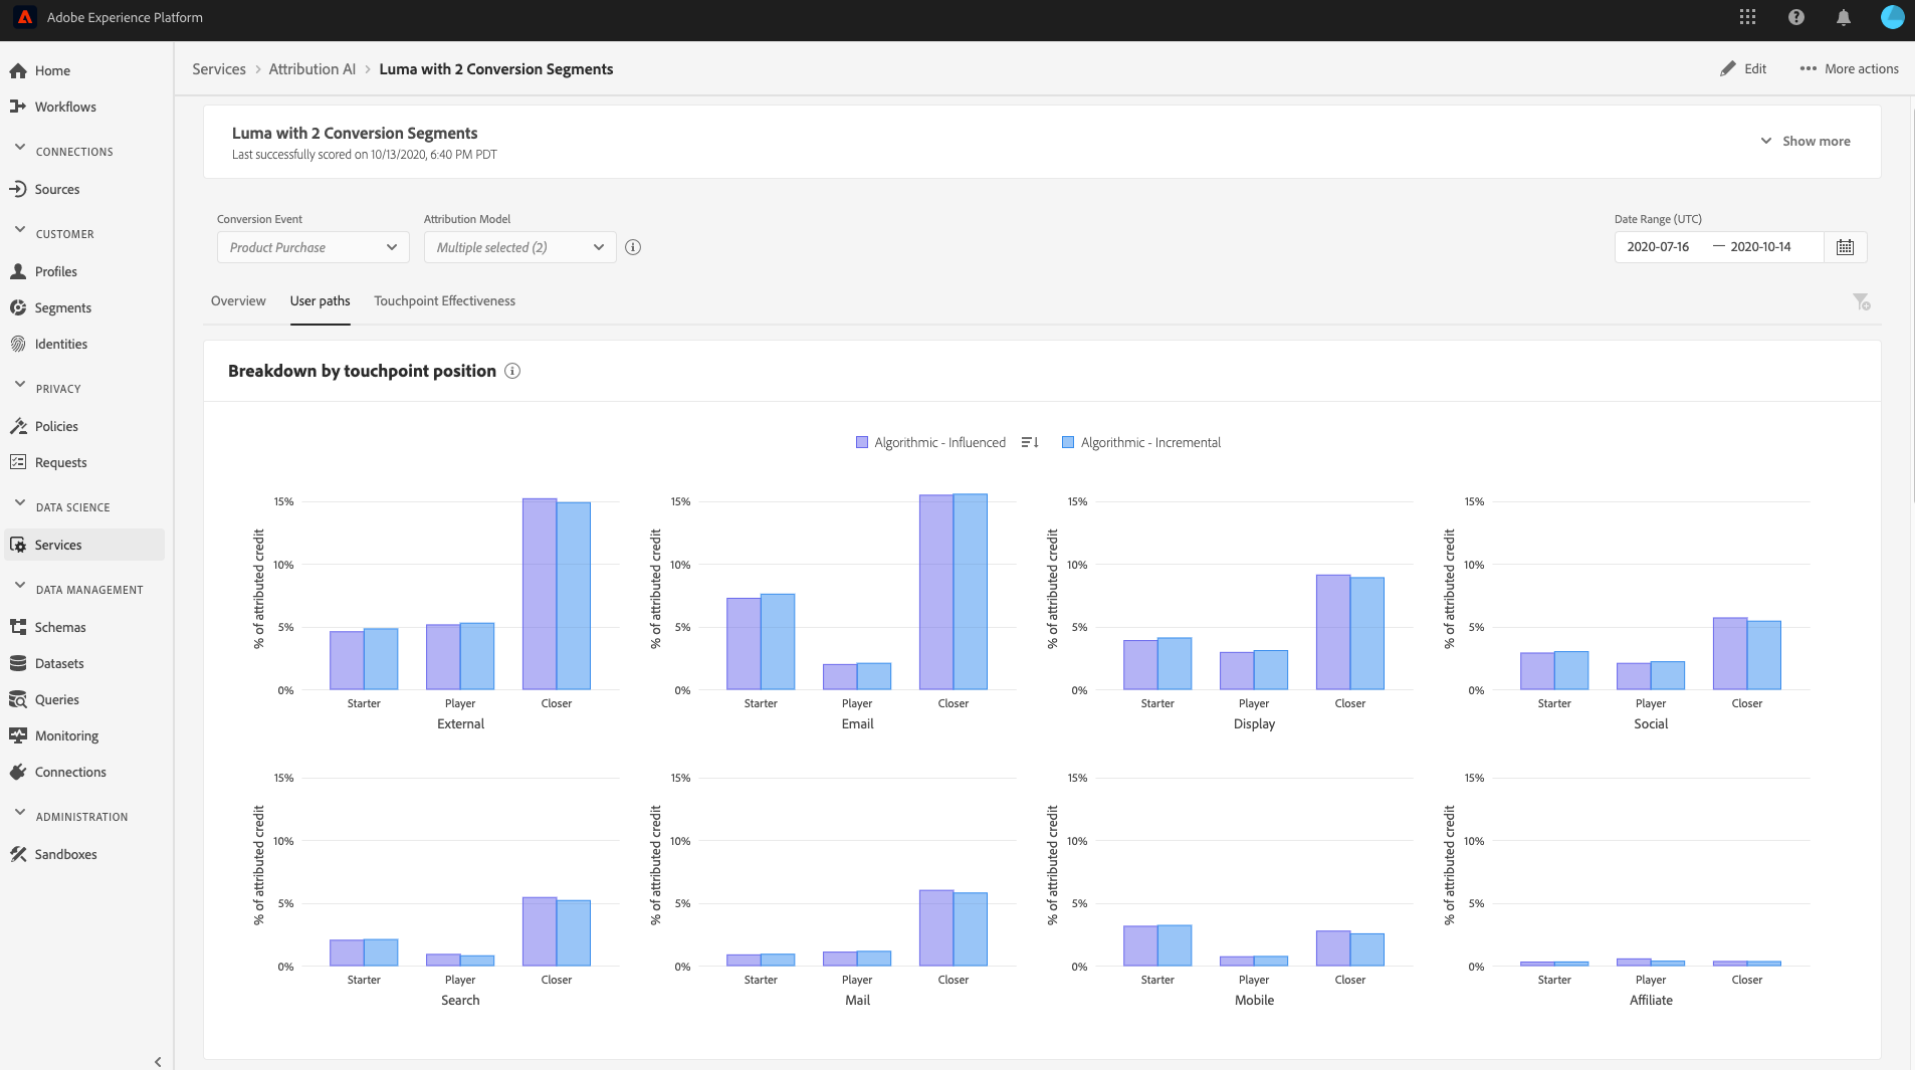 Adobe Experience Platform
Home
Workflows
CONNECTIONS
Sources
CUSTOMER
Profiles
Segments
Identities
PRIVACY
Policies
Requests
DATA SCIENCE
Services
DATA MANAGEMENT
Schemas
Datasets
Queries
Monitoring
Connections
ADMINISTRATION
Sandboxes
Services > Attribution AI > Luma with 2 Conversion Segments
Edit
More actions
Luma with 2 Conversion Segments
Last successfully scored on 10/13/2020, 6:40 PM PDT
Show more
Conversion Event
Product Purchase
Attribution Model
Multiple selected (2)
Date Range (UTC)
2020-07-16 — 2020-10-14
Overview
User paths
Touchpoint Effectiveness
Breakdown by touchpoint position
Algorithmic - Influenced
Algorithmic - Incremental
% of attributed credit
15%
10%
5%
0%
Starter Player Closer
External
% of attributed credit
15%
10%
5%
0%
Starter Player Closer
Email
% of attributed credit
15%
10%
5%
0%
Starter Player Closer
Display
% of attributed credit
15%
10%
5%
0%
Starter Player Closer
Social
% of attributed credit
15%
10%
5%
0%
Starter Player Closer
Search
% of attributed credit
15%
10%
5%
0%
Starter Player Closer
Mail
% of attributed credit
15%
10%
5%
0%
Starter Player Closer
Mobile
% of attributed credit
15%
10%
5%
0%
Starter Player Closer
Affiliate